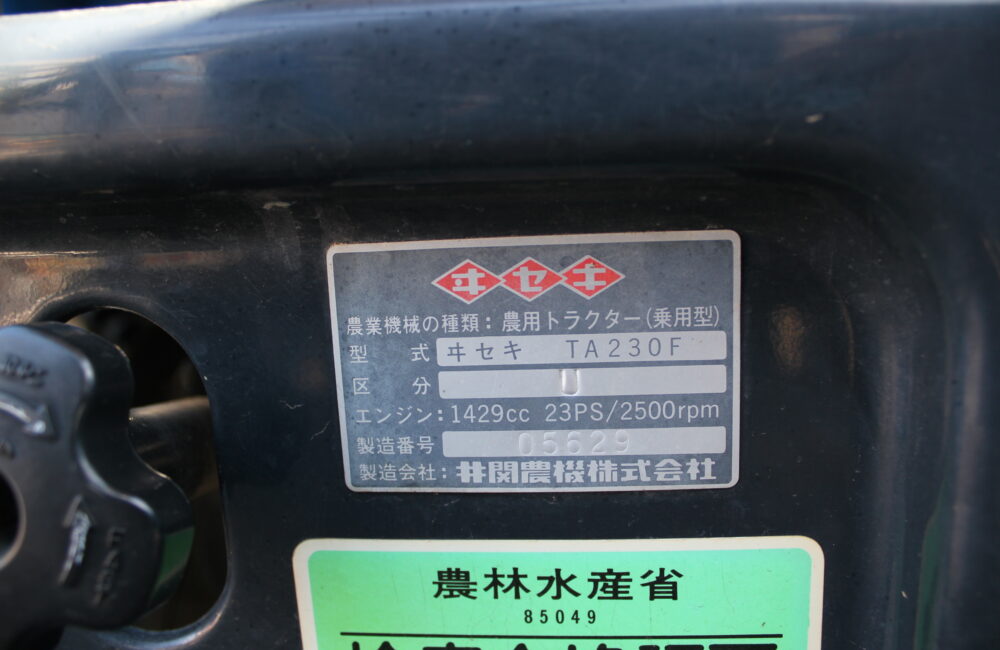 ヰセキ
農業機械の種類：農用トラクター(乗用型)
型 式 ヰセキ TA230F
区 分 U
エンジン：1429cc 23PS/2500rpm
製造番号 05629
製造会社：井関農機株式会社
農林水産省
85049